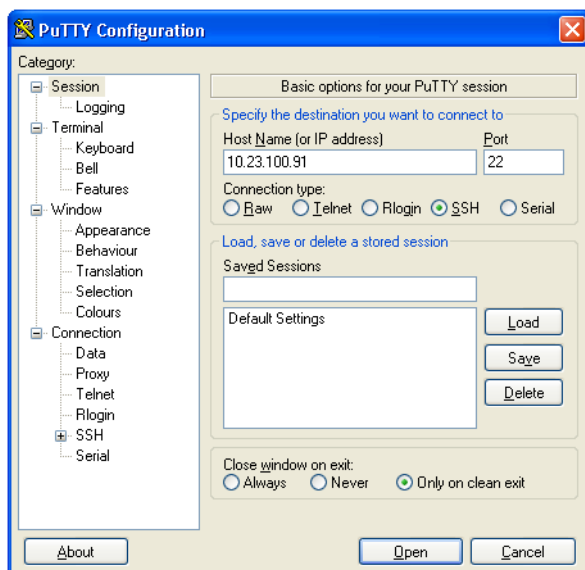 PuTTY Configuration
Category:
Session
Logging
Terminal
Keyboard
Bell
Features
Window
Appearance
Behaviour
Translation
Selection
Colours
Connection
Data
Proxy
Telnet
Rlogin
SSH
Serial
Basic options for your PuTTY session
Specify the destination you want to connect to
Host Name (or IP address) Port
10.23.100.91 22
Connection type:
Raw Telnet Rlogin SSH Serial
Load, save or delete a stored session
Saved Sessions
Default Settings
Load
Save
Delete
Close window on exit:
Always Never Only on clean exit
About Open Cancel